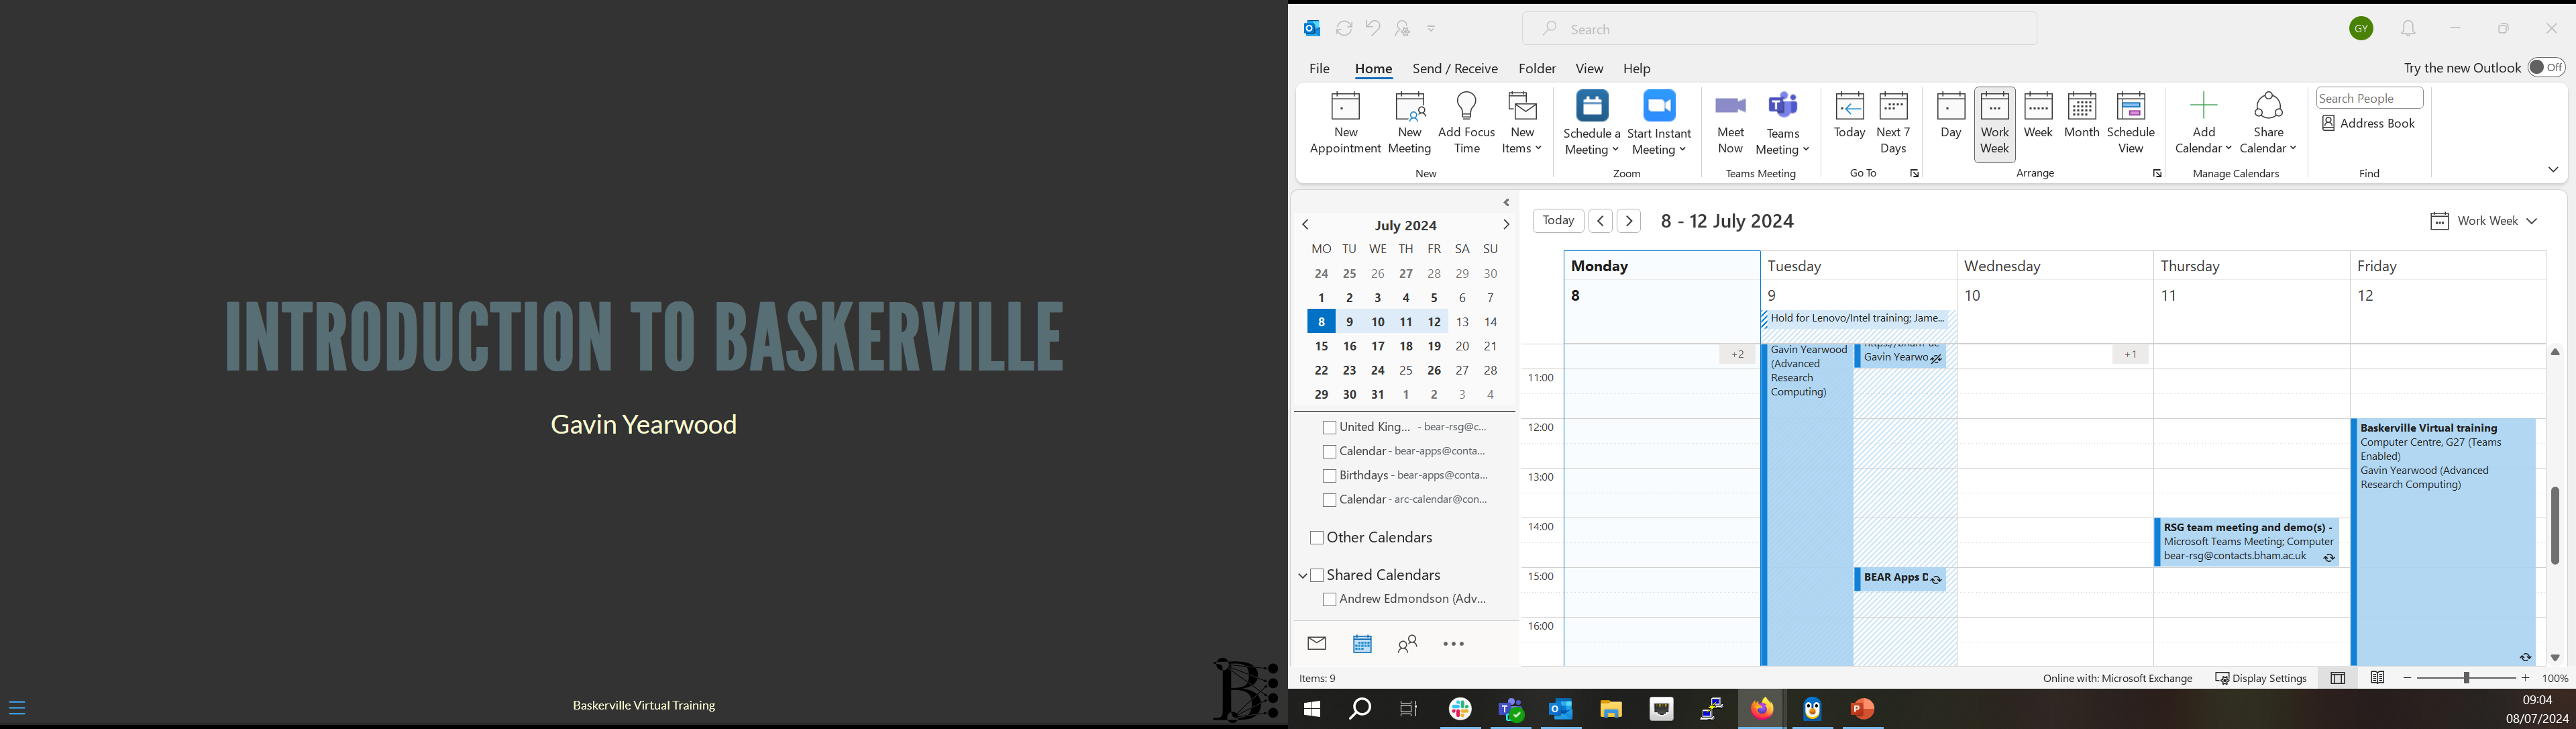 INTRODUCTION TO BASKERVILLE
Gavin Yearwood
Baskerville Virtual Training
B
Search
GY
File Home Send / Receive Folder View Help
Try the new Outlook Off
New Appointment
New Meeting
Add Focus Time
New Items
New
Schedule a Meeting
Start Instant Meeting
Zoom
Meet Now
Teams Meeting
Teams Meeting
Today
Next 7 Days
Go To
Day
Work Week
Week
Month
Schedule View
Arrange
Add Calendar
Share Calendar
Manage Calendars
Search People
Address Book
Find
July 2024
MO TU WE TH FR SA SU
24 25 26 27 28 29 30
1 2 3 4 5 6 7
8 9 10 11 12 13 14
15 16 17 18 19 20 21
22 23 24 25 26 27 28
29 30 31 1 2 3 4
United King... - bear-rsg@c...
Calendar - bear-apps@conta...
Birthdays - bear-apps@conta...
Calendar - arc-calendar@con...
Other Calendars
Shared Calendars
Andrew Edmondson (Adv...
Today
8 - 12 July 2024
Work Week
Monday Tuesday Wednesday Thursday Friday
8 9 10 11 12
Hold for Lenovo/Intel training; Jame...
+2
+1
11:00
12:00
13:00
14:00
15:00
16:00
Gavin Yearwood
(Advanced
Research
Computing)
Gavin Yearwo
BEAR Apps D
RSG team meeting and demo(s) -
Microsoft Teams Meeting; Computer
bear-rsg@contacts.bham.ac.uk
Baskerville Virtual training
Computer Centre, G27 (Teams
Enabled)
Gavin Yearwood (Advanced
Research Computing)
Items: 9
Online with: Microsoft Exchange
Display Settings
100%
09:04
08/07/2024